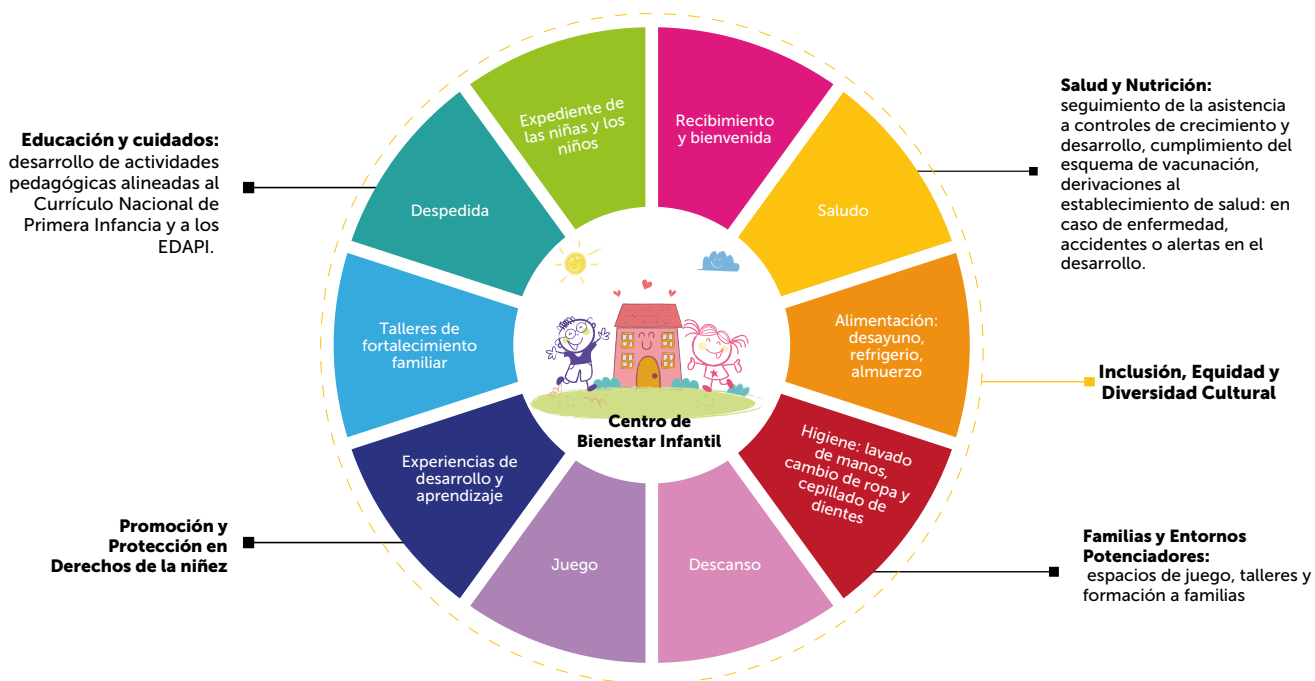 Educación y cuidados:
desarrollo de actividades
pedagógicas alineadas al
Currículo Nacional de
Primera Infancia y a los
EDAPI.
Promoción y
Protección en
Derechos de la niñez
Expediente de
las niñas y los
niños
Recibimiento
y bienvenida
Saludo
Alimentación:
desayuno,
refrigerio,
almuerzo
Higiene: lavado
de manos,
cambio de ropa y
cepillado de
dientes
Descanso
Juego
Experiencias de
desarrollo y
aprendizaje
Talleres de
fortalecimiento
familiar
Despedida
Centro de
Bienestar Infantil
Salud y Nutrición:
seguimiento de la asistencia
a controles de crecimiento y
desarrollo, cumplimiento del
esquema de vacunación,
derivaciones al
establecimiento de salud: en
caso de enfermedad,
accidentes o alertas en el
desarrollo.
Inclusión, Equidad y
Diversidad Cultural
Familias y Entornos
Potenciadores:
espacios de juego, talleres y
formación a familias